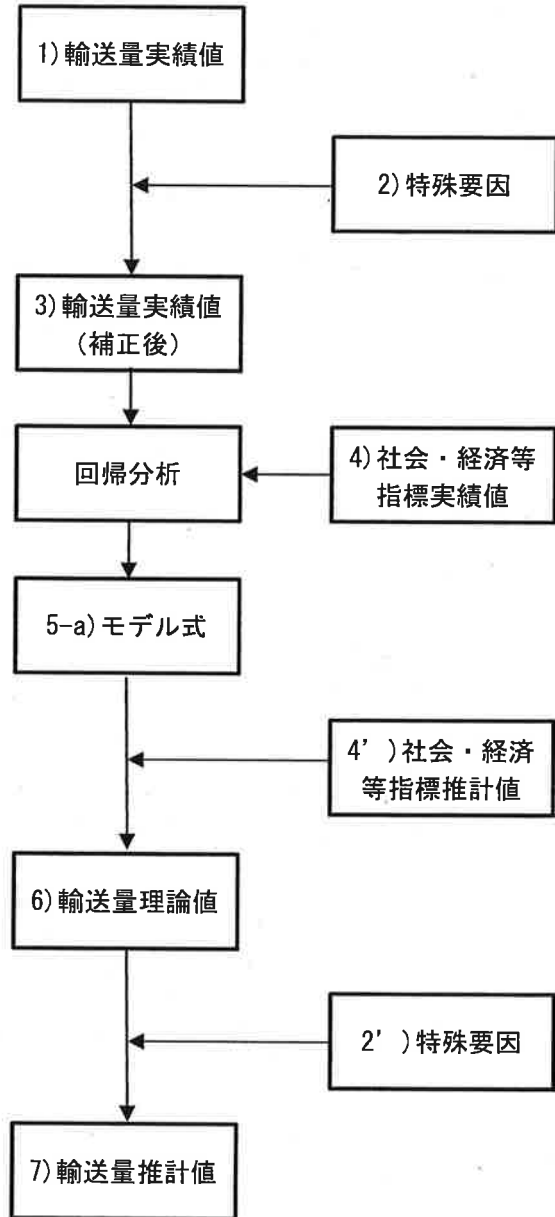 1)輸送量実績値
2)特殊要因
3)輸送量実績値
(補正後)
回帰分析
4)社会・経済等
指標実績値
5-a)モデル式
4’)社会・経済
等指標推計値
6)輸送量理論値
2’)特殊要因
7)輸送量推計値